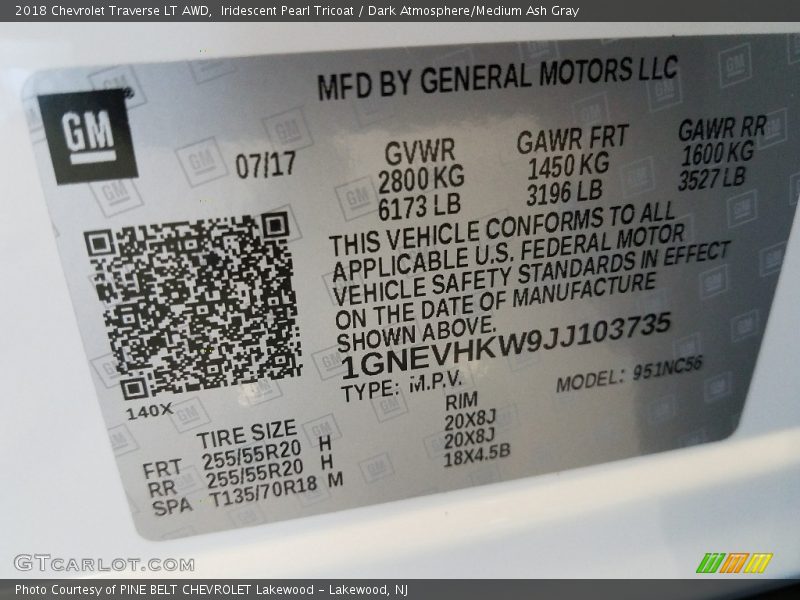 2018 Chevrolet Traverse LT AWD, Iridescent Pearl Tricoat / Dark Atmosphere/Medium Ash Gray
MFD BY GENERAL MOTORS LLC
GM
07/17
GVWR GAWR FRT GAWR RR
2800 KG 1450 KG 1600 KG
6173 LB 3196 LB 3527 LB
THIS VEHICLE CONFORMS TO ALL
APPLICABLE U.S. FEDERAL MOTOR
VEHICLE SAFETY STANDARDS IN EFFECT
ON THE DATE OF MANUFACTURE
SHOWN ABOVE.
1GNEVHKW9JJ103735
TYPE: M.P.V. MODEL: 951NC56
140X
TIRE SIZE RIM
FRT 255/55R20 H 20X8J
RR 255/55R20 H 20X8J
SPA T135/70R18 M 18X4.5B
GTCARLOT.COM
Photo Courtesy of PINE BELT CHEVROLET Lakewood - Lakewood, NJ